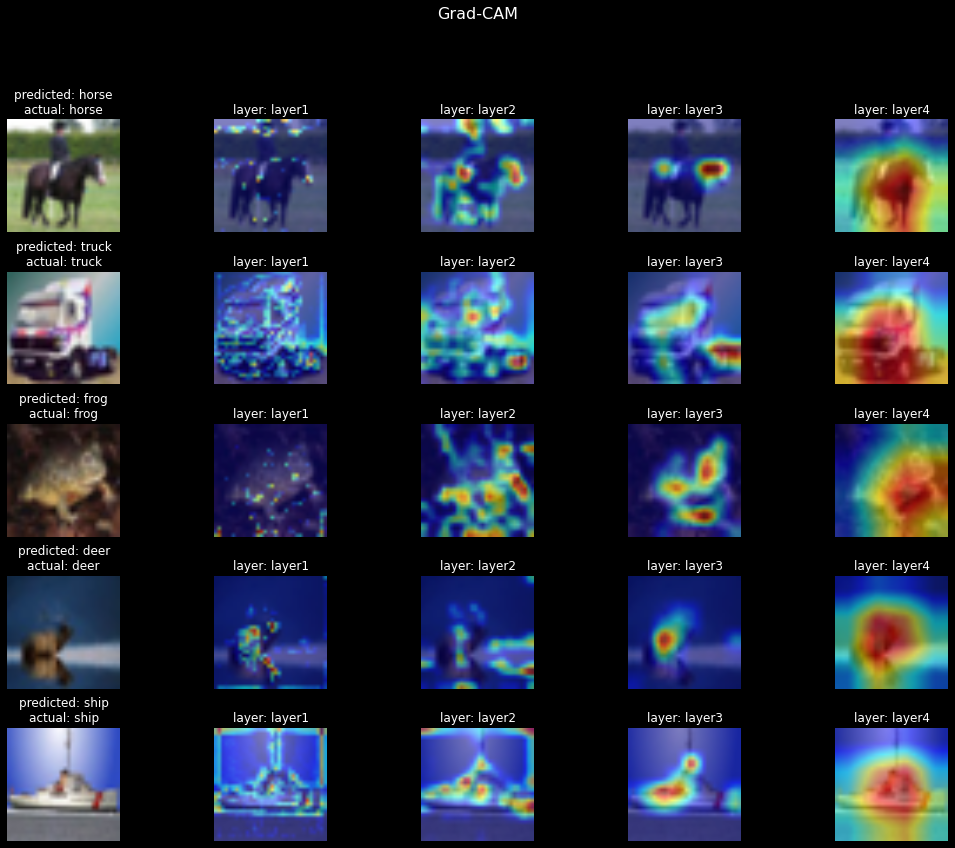 Grad-CAM
predicted: horse
actual: horse
layer: layer1
layer: layer2
layer: layer3
layer: layer4
predicted: truck
actual: truck
layer: layer1
layer: layer2
layer: layer3
layer: layer4
predicted: frog
actual: frog
layer: layer1
layer: layer2
layer: layer3
layer: layer4
predicted: deer
actual: deer
layer: layer1
layer: layer2
layer: layer3
layer: layer4
predicted: ship
actual: ship
layer: layer1
layer: layer2
layer: layer3
layer: layer4